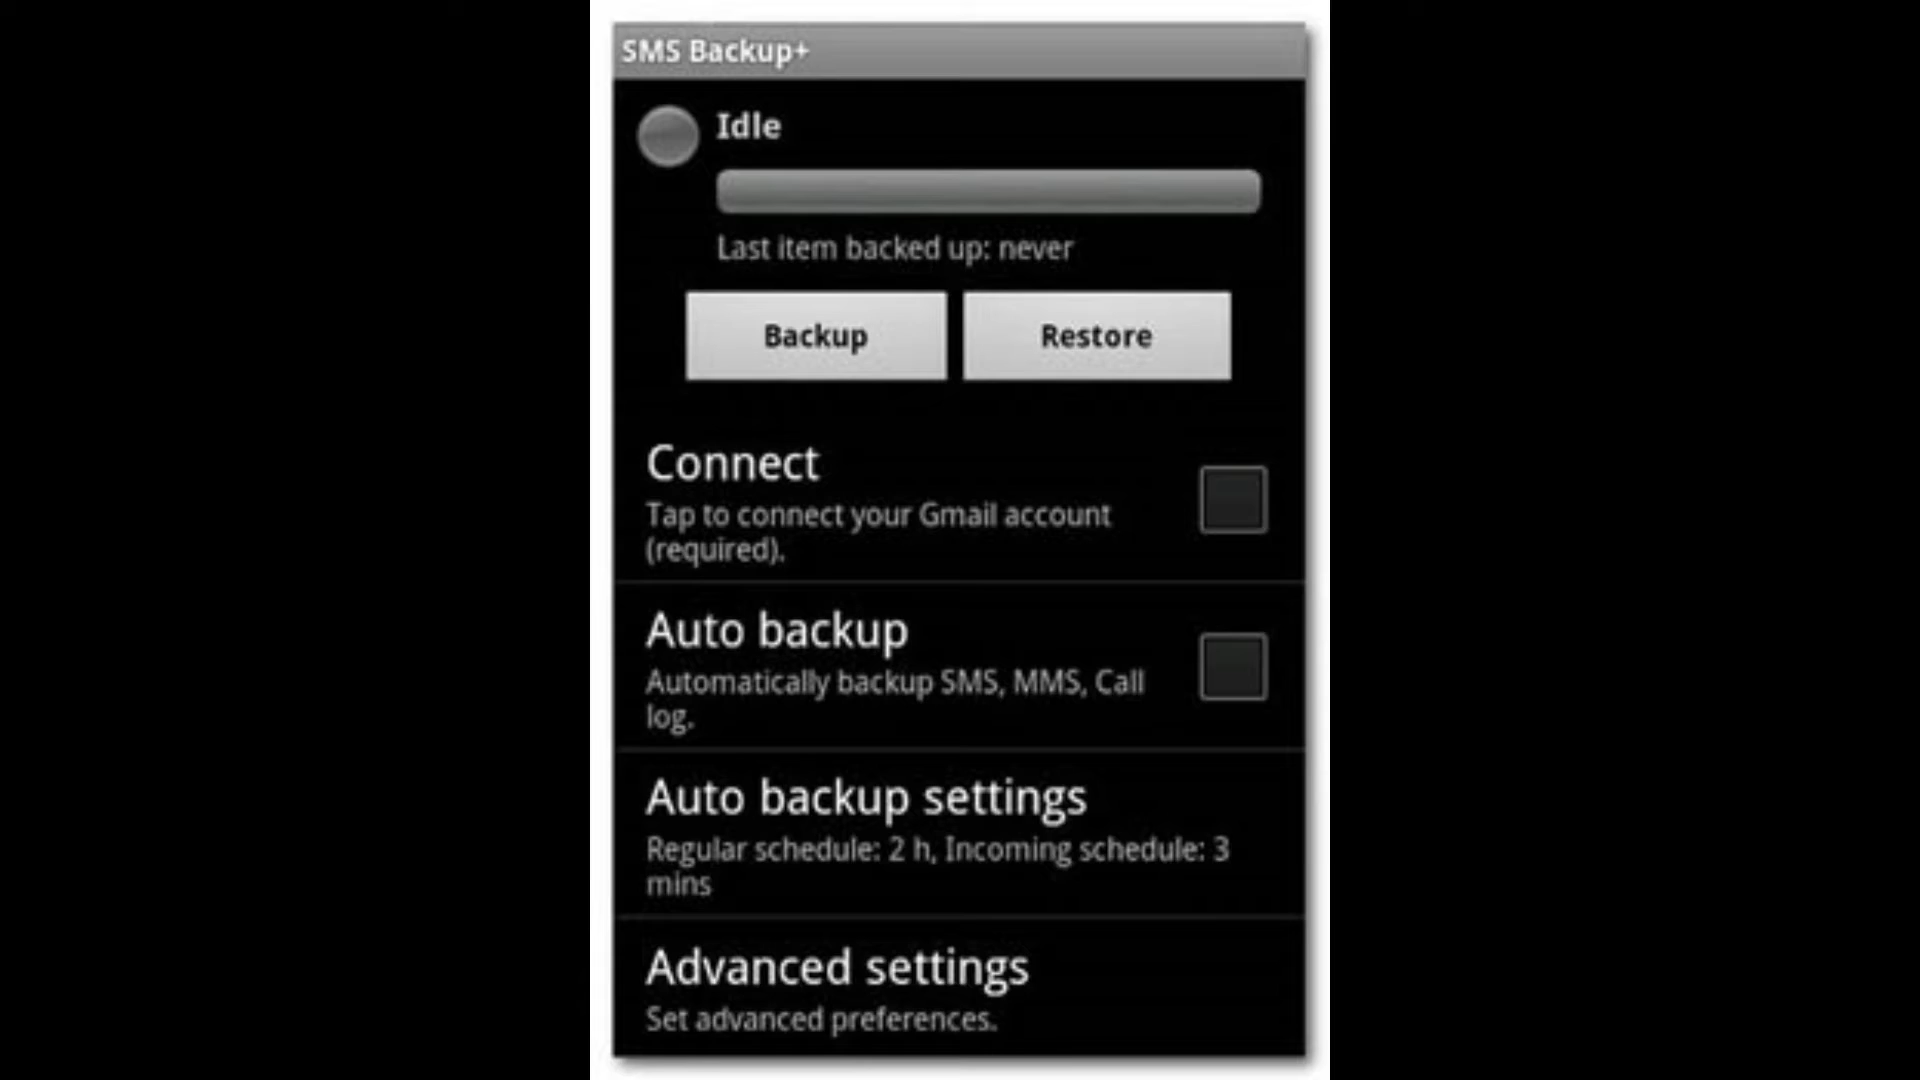 SMS Backup+
Idle
Last item backed up: never
Backup
Restore
Connect
Tap to connect your Gmail account
(required).
Auto backup
Automatically backup SMS, MMS, Call
log.
Auto backup settings
Regular schedule: 2 h, Incoming schedule: 3
mins
Advanced settings
Set advanced preferences.